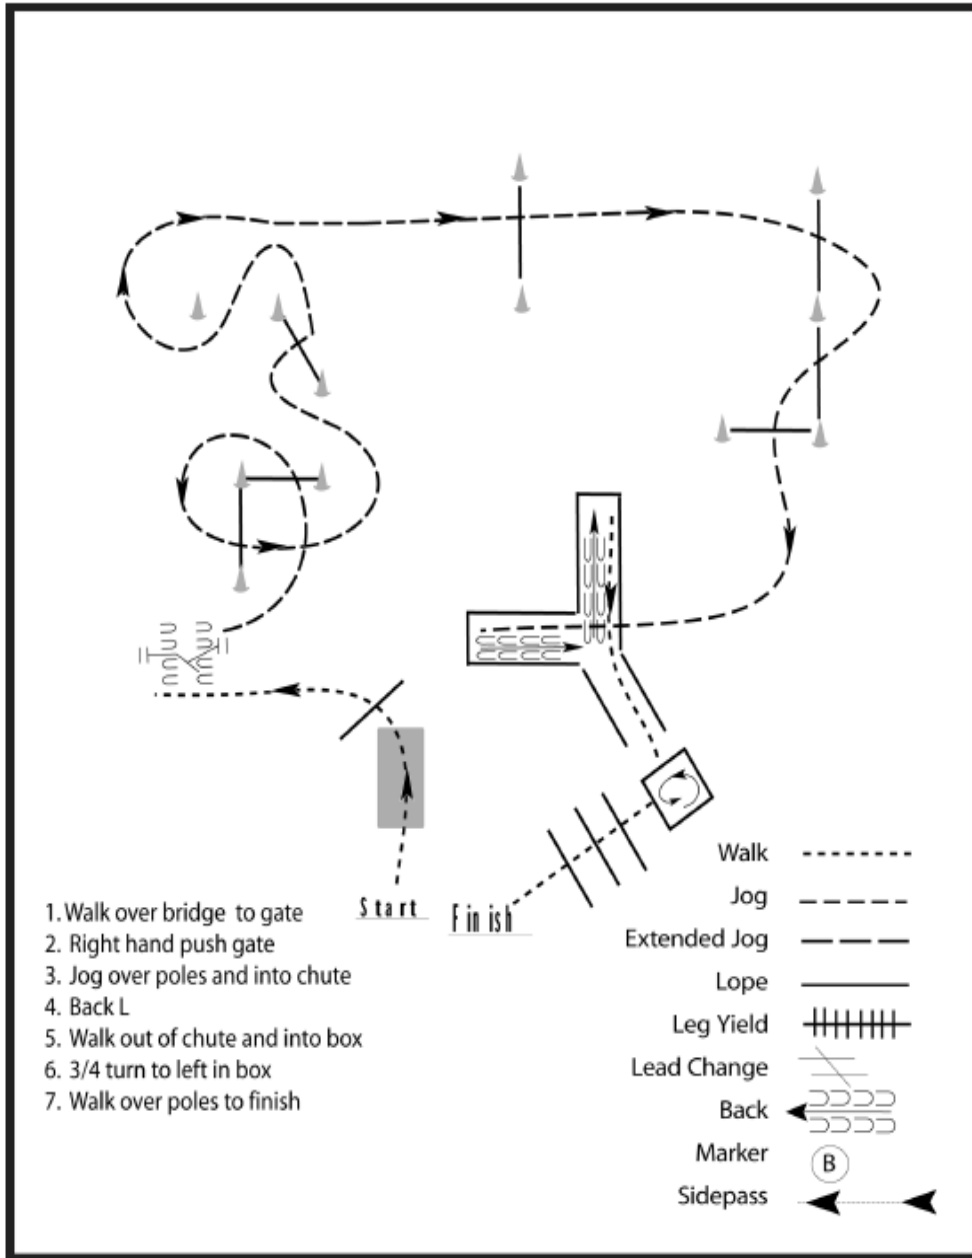 Start
Finish
1. Walk over bridge to gate
2. Right hand push gate
3. Jog over poles and into chute
4. Back L
5. Walk out of chute and into box
6. 3/4 turn to left in box
7. Walk over poles to finish
Walk
Jog
Extended Jog
Lope
Leg Yield
Lead Change
Back
Marker B
Sidepass